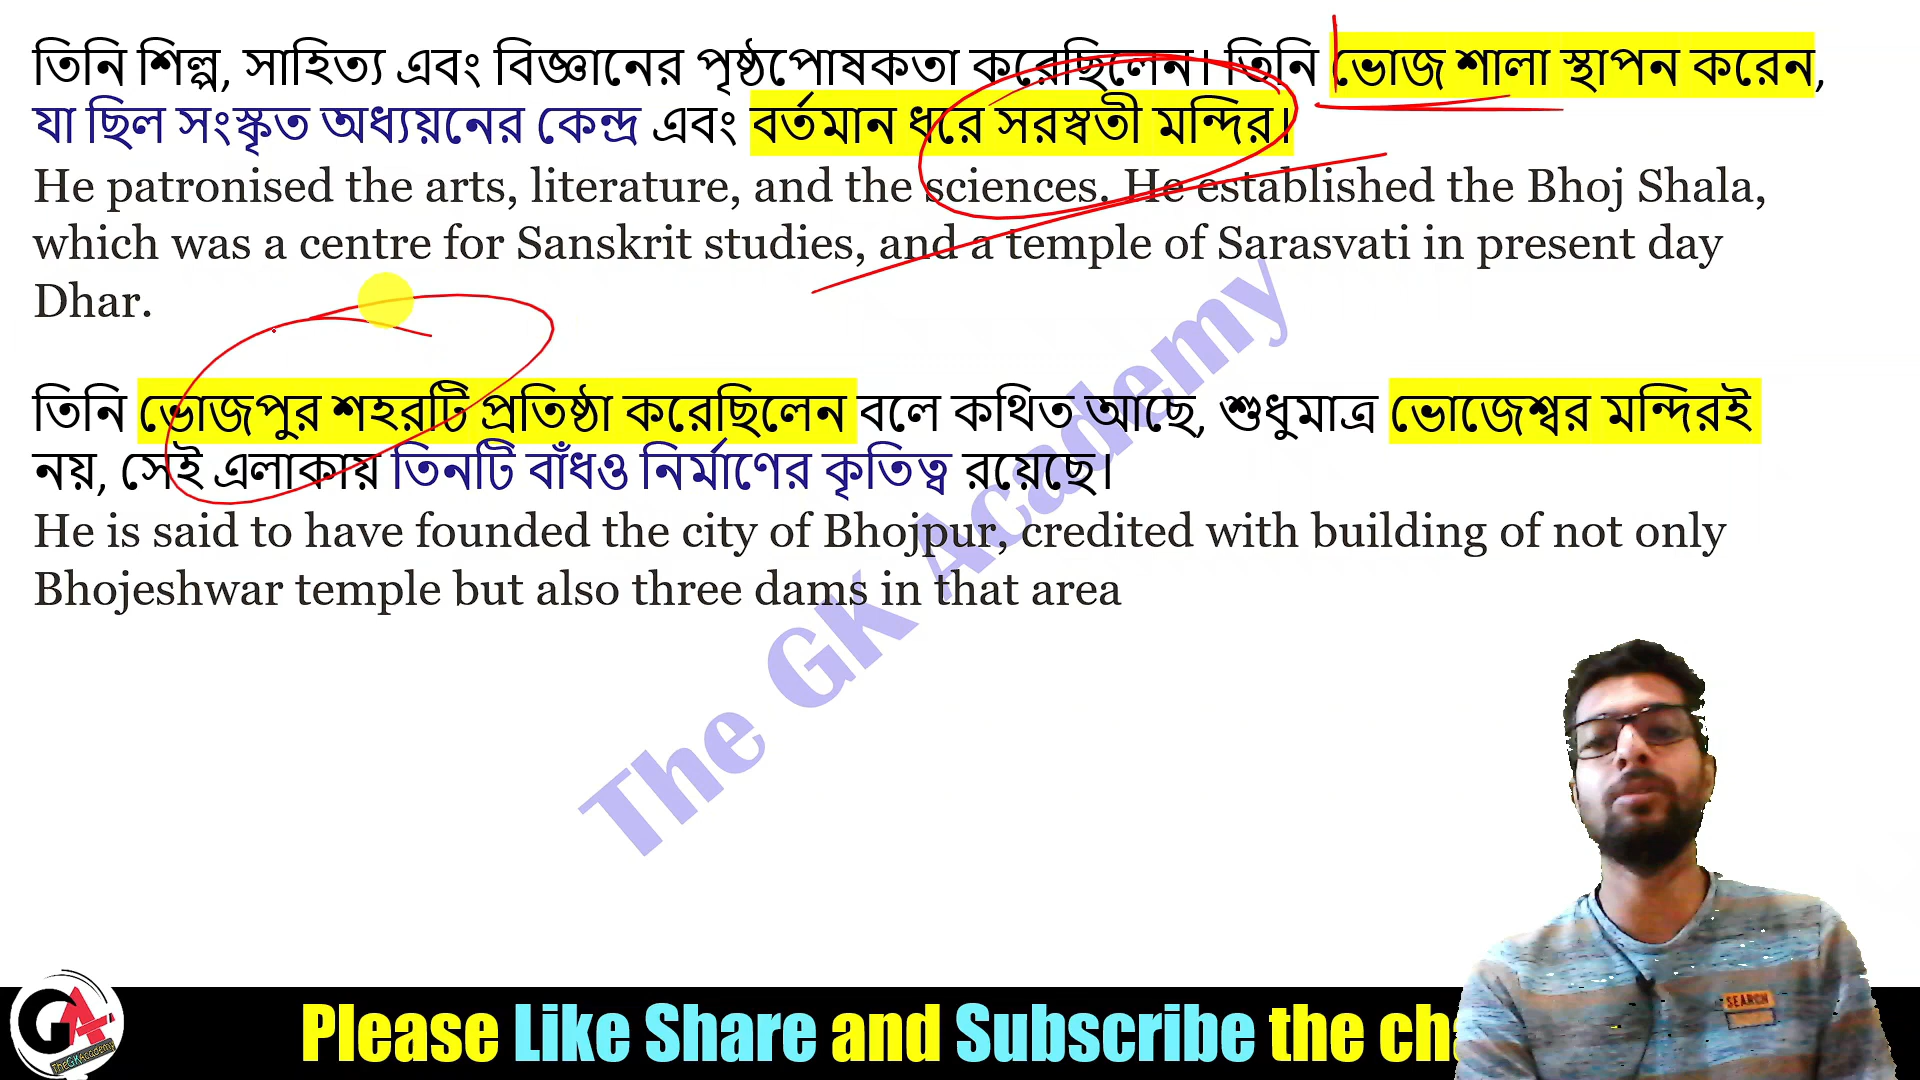 তিনি শিল্প, সাহিত্য এবং বিজ্ঞানের পৃষ্ঠপোষকতা করেছিলেন। তিনি ভোজ শালা স্থাপন করেন,
যা ছিল সংস্কৃত অধ্যয়নের কেন্দ্র এবং বর্তমান ধরে সরস্বতী মন্দির।
He patronised the arts, literature, and the sciences. He established the Bhoj Shala,
which was a centre for Sanskrit studies, and a temple of Sarasvati in present day
Dhar.
তিনি ভোজপুর শহরটি প্রতিষ্ঠা করেছিলেন বলে কথিত আছে, শুধুমাত্র ভোজেশ্বর মন্দিরই
নয়, সেই এলাকায় তিনটি বাঁধও নির্মাণের কৃতিত্ব রয়েছে।
He is said to have founded the city of Bhojpur, credited with building of not only
Bhojeshwar temple but also three dams in that area
The GK Academy
SEARCH
GA
TheGKAcademy
Please Like Share and Subscribe the cha